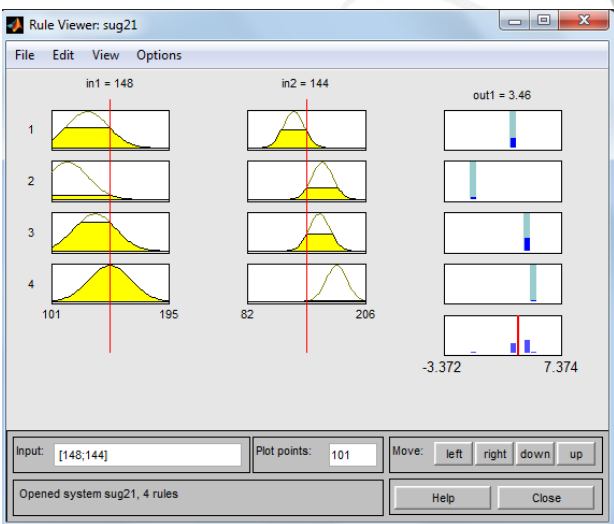 Rule Viewer: sug21
File Edit View Options
in1 = 148 in2 = 144 out1 = 3.46
1
2
3
4
101 195 82 206
-3.372 7.374
Input: [148;144] Plot points: 101 Move: left right down up
Opened system sug21, 4 rules Help Close